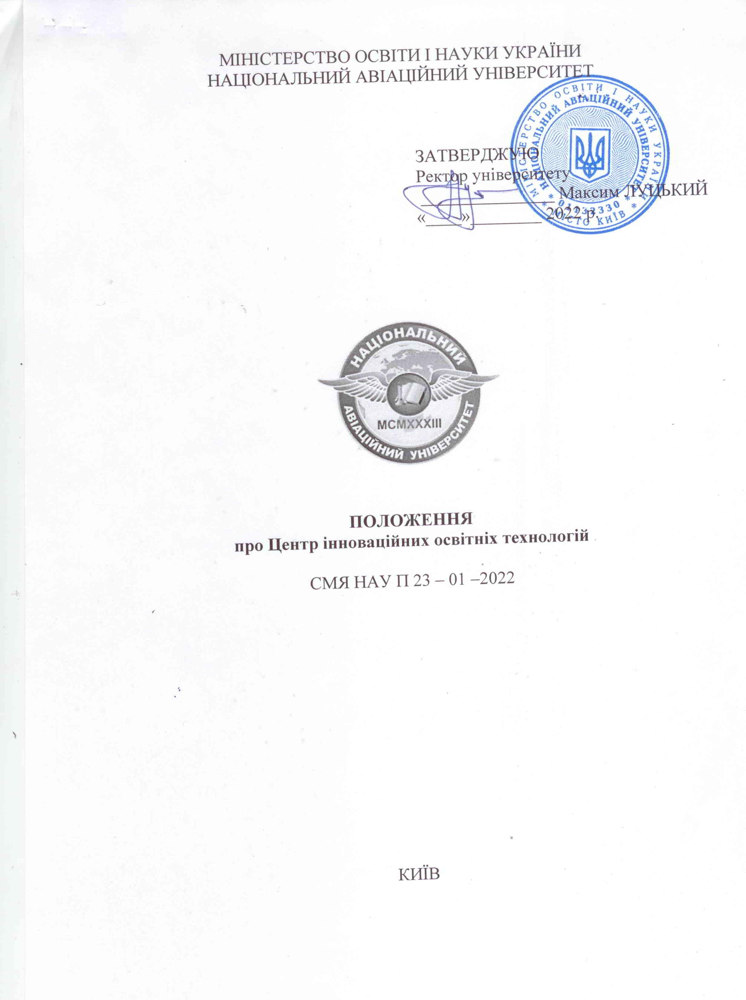 МІНІСТЕРСТВО ОСВІТИ І НАУКИ УКРАЇНИ
НАЦІОНАЛЬНИЙ АВІАЦІЙНИЙ УНІВЕРСИТЕТ
ЗАТВЕРДЖУЮ
Ректор університету
Максим ЛУЦЬКИЙ
«____»________ 2022 р.
МІНІСТЕРСТВО ОСВІТИ І НАУКИ УКРАЇНИ
НАЦІОНАЛЬНИЙ АВІАЦІЙНИЙ УНІВЕРСИТЕТ
* 01132330 *
* МІСТО КИЇВ *
НАЦІОНАЛЬНИЙ
MCMXXXIII
АВІАЦІЙНИЙ УНІВЕРСИТЕТ
ПОЛОЖЕННЯ
про Центр інноваційних освітніх технологій
СМЯ НАУ П 23 – 01 –2022
КИЇВ